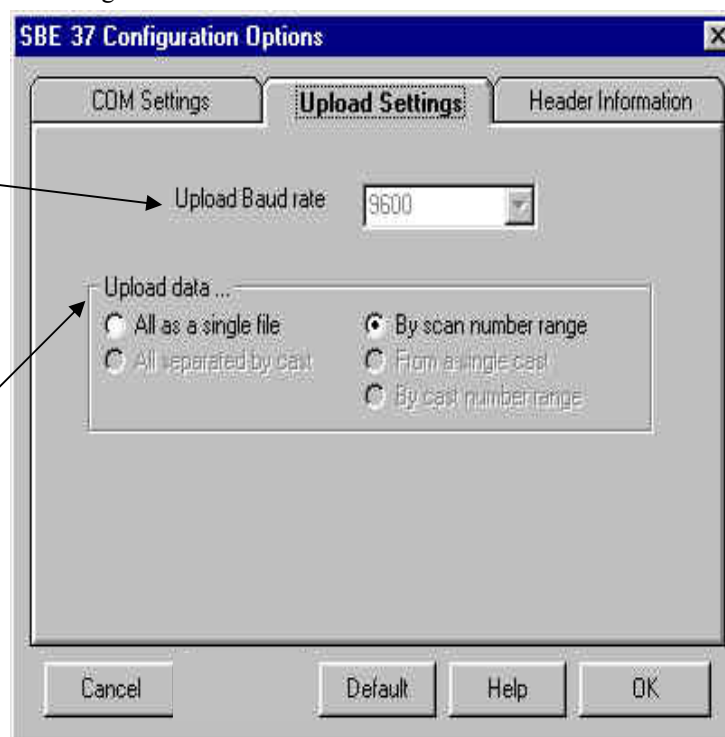 SBE 37 Configuration Options
COM Settings Upload Settings Header Information
Upload Baud rate 9600
Upload data ...
All as a single file By scan number range
All separated by cast From a single cast
By cast number range
Cancel Default Help OK